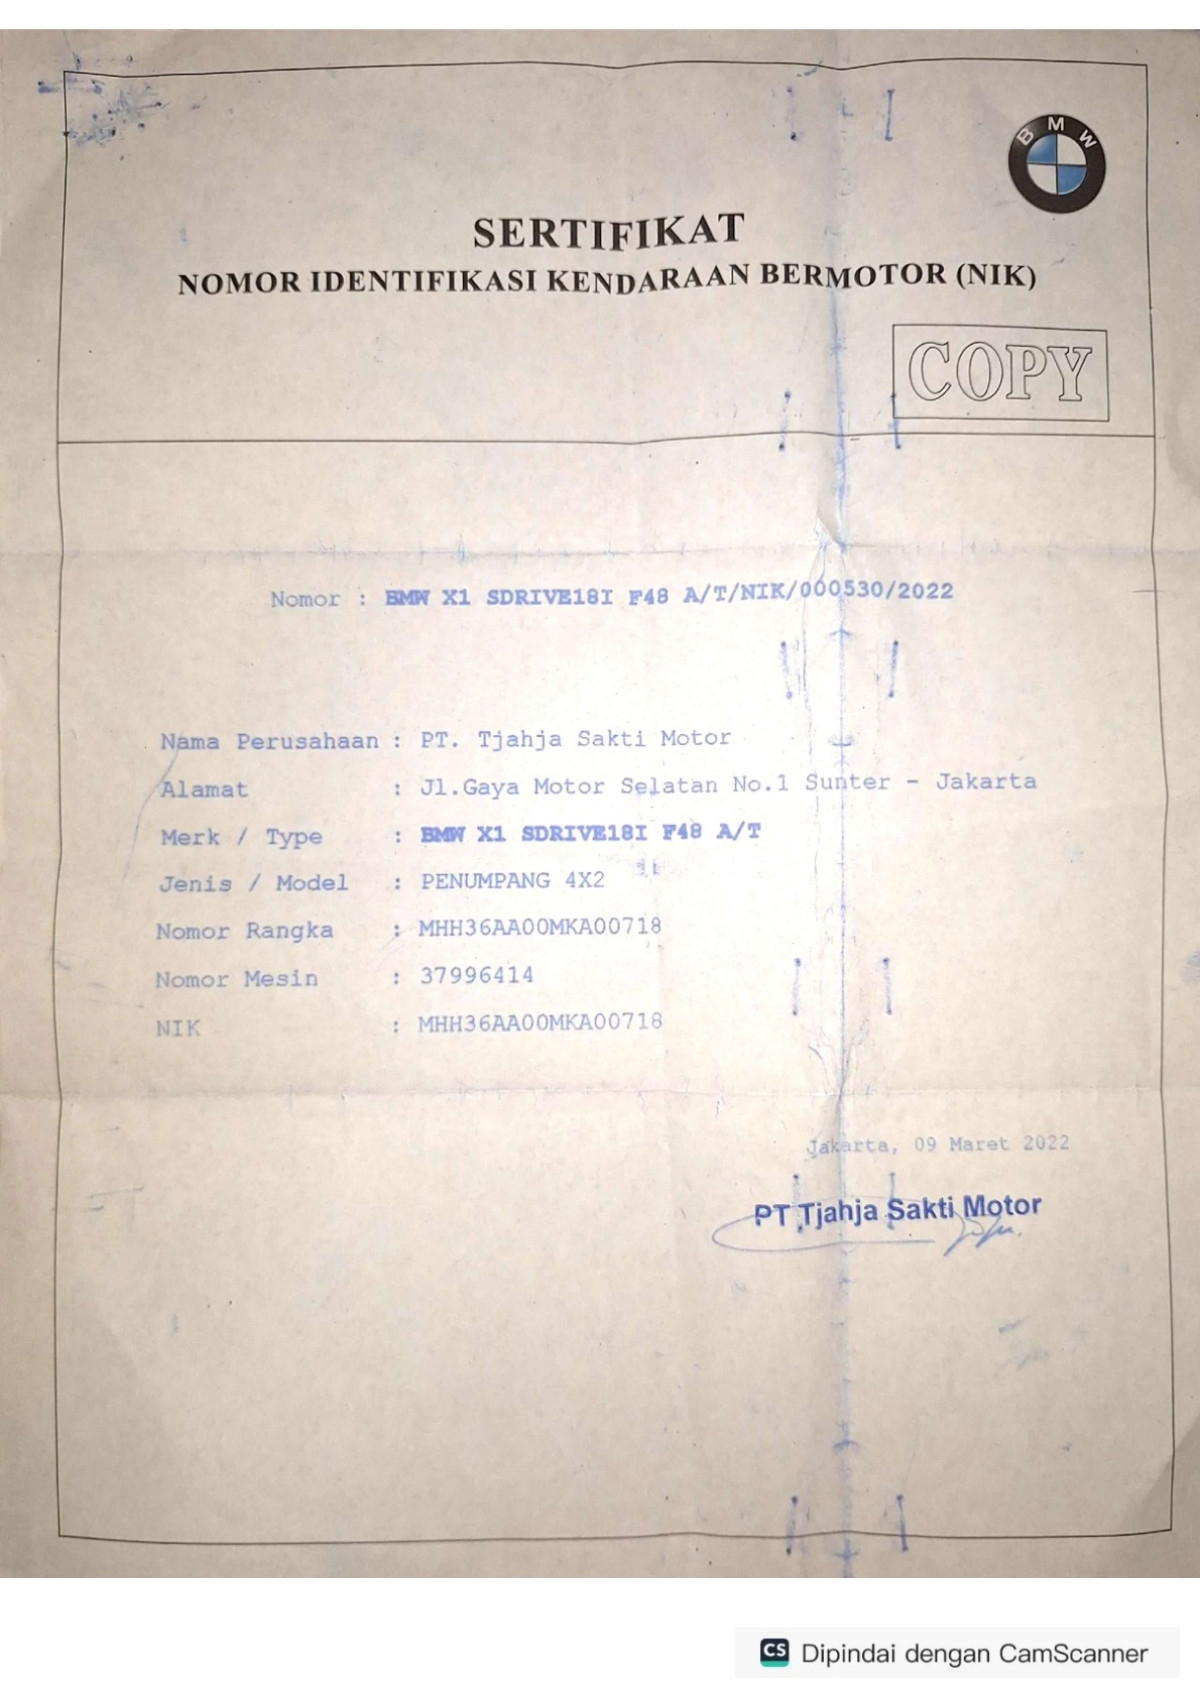 BMW
SERTIFIKAT
NOMOR IDENTIFIKASI KENDARAAN BERMOTOR (NIK)
COPY
Nomor : BMW X1 SDRIVE18I F48 A/T/NIK/000530/2022
Nama Perusahaan : PT. Tjahja Sakti Motor
Alamat : Jl.Gaya Motor Selatan No.1 Sunter - Jakarta
Merk / Type : BMW X1 SDRIVE18I F48 A/T
Jenis / Model : PENUMPANG 4X2
Nomor Rangka : MHH36AA00MKA00718
Nomor Mesin : 37996414
NIK : MHH36AA00MKA00718
Jakarta, 09 Maret 2022
PT Tjahja Sakti Motor
CS Dipindai dengan CamScanner